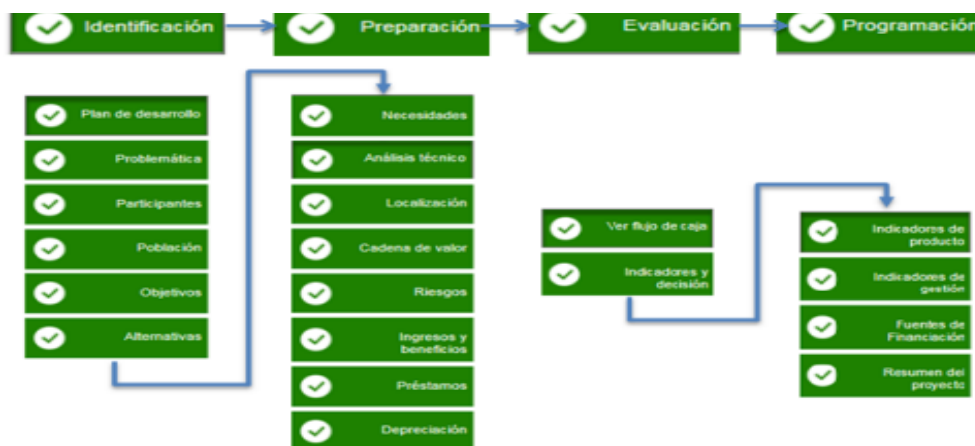 Identificación
Preparación
Evaluación
Programación
Plan de desarrollo
Problemática
Participantes
Población
Objetivos
Alternativas
Necesidades
Análisis técnico
Localización
Cadena de valor
Riesgos
Ingresos y
beneficios
Préstamos
Depreciación
Ver flujo de caja
Indicadores y
decisión
Indicadores de
producto
Indicadores de
gestión
Fuentes de
Financiación
Resumen del
proyecto